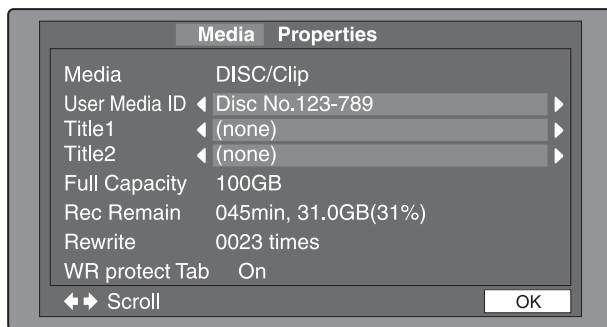 Media Properties
Media DISC/Clip
User Media ID Disc No.123-789
Title1 (none)
Title2 (none)
Full Capacity 100GB
Rec Remain 045min, 31.0GB(31%)
Rewrite 0023 times
WR protect Tab On
Scroll OK